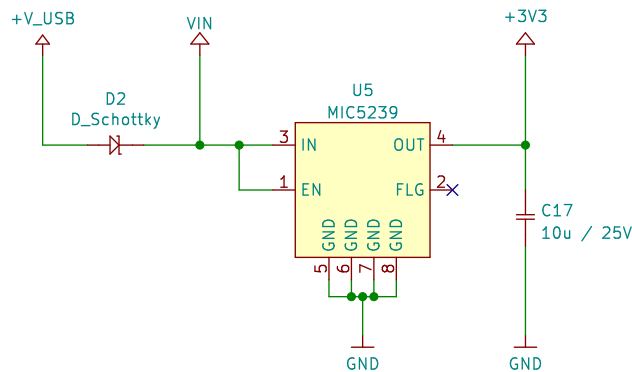 +V_USB
VIN
+3V3
D2
D_Schottky
U5
MIC5239
3
IN
OUT
4
1
EN
FLG
2
GND
GND
GND
GND
5
6
7
8
C17
10u / 25V
GND
GND